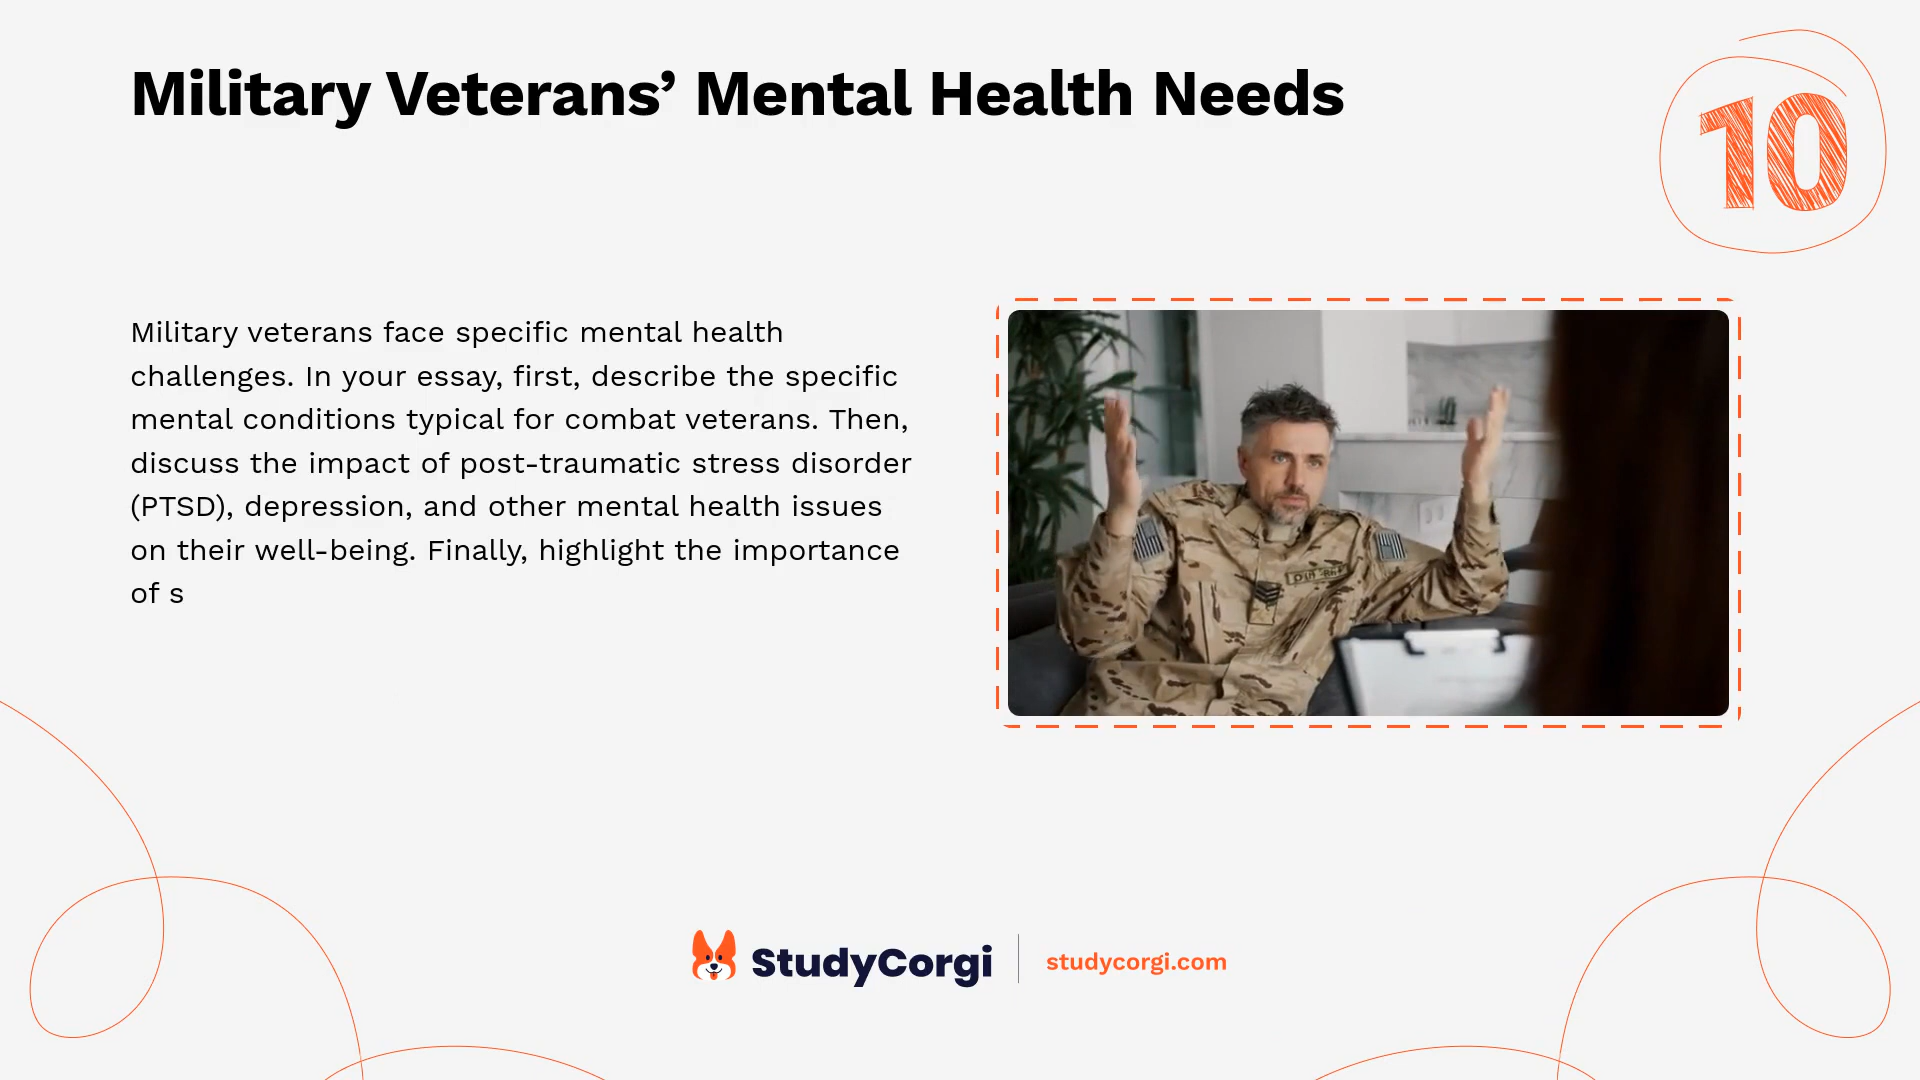 Military Veterans’ Mental Health Needs
10
Military veterans face specific mental health
challenges. In your essay, first, describe the specific
mental conditions typical for combat veterans. Then,
discuss the impact of post-traumatic stress disorder
(PTSD), depression, and other mental health issues
on their well-being. Finally, highlight the importance
of s
StudyCorgi
studycorgi.com